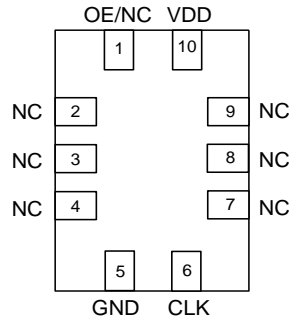 OE/NC VDD
1 10
NC 2 9 NC
NC 3 8 NC
NC 4 7 NC
5 6
GND CLK